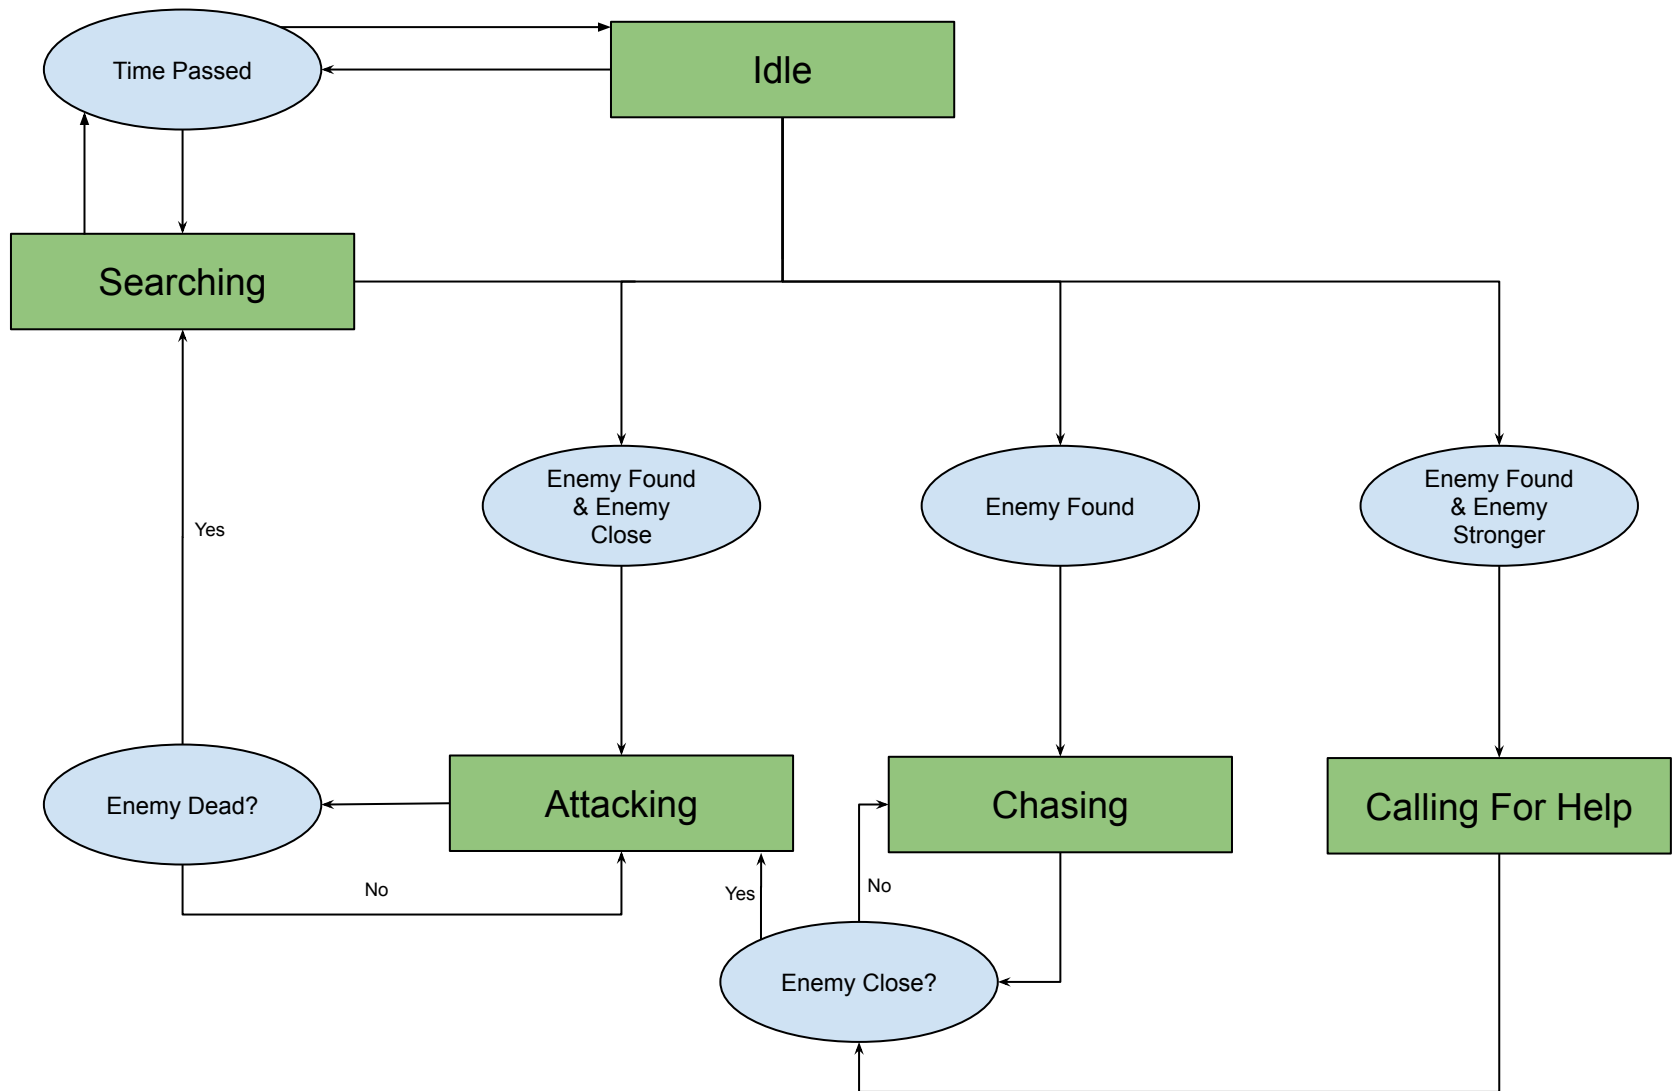 Time Passed
Idle
Searching
Yes
Enemy Found
& Enemy
Close
Enemy Found
Enemy Found
& Enemy
Stronger
Enemy Dead?
Attacking
Chasing
Calling For Help
No
Yes
No
Enemy Close?